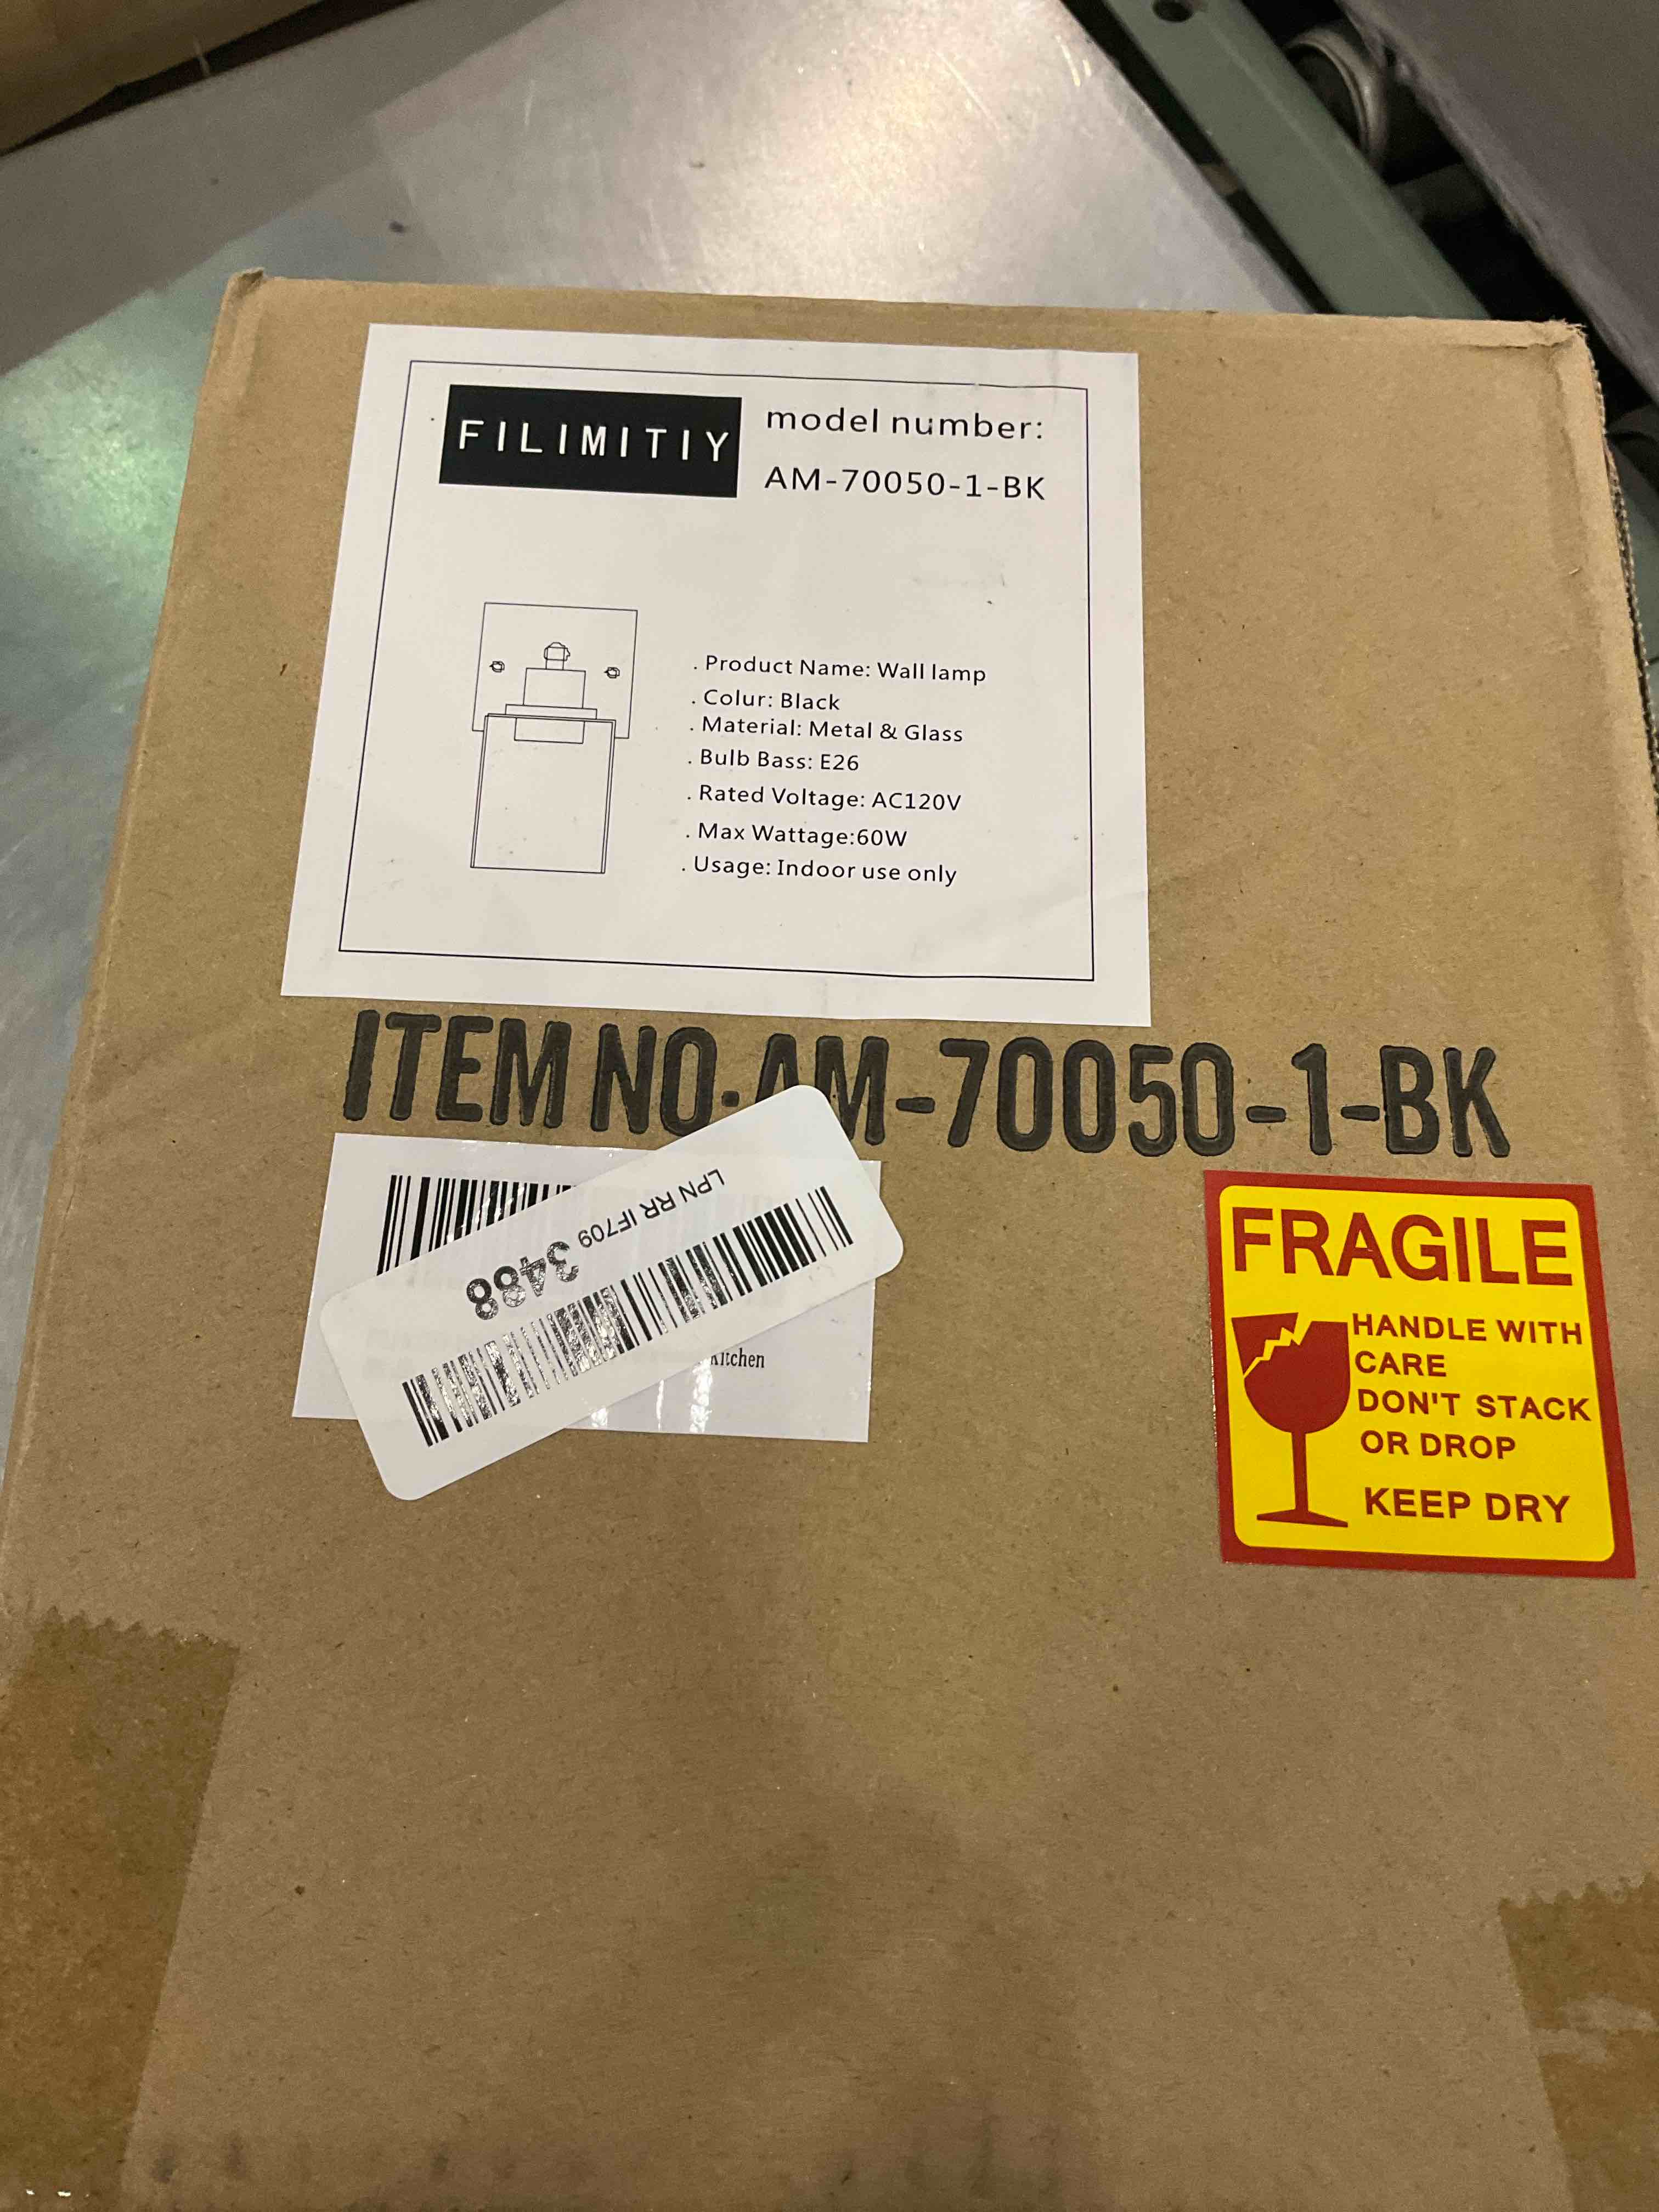 FILIMITIY
model number:
AM-70050-1-BK
. Product Name: Wall lamp
. Colur: Black
. Material: Metal & Glass
. Bulb Bass: E26
. Rated Voltage: AC120V
. Max Wattage:60W
. Usage: Indoor use only
ITEM NO.AM-70050-1-BK
LPN RR IF709 3488
Kitchen
FRAGILE
HANDLE WITH
CARE
DON'T STACK
OR DROP
KEEP DRY